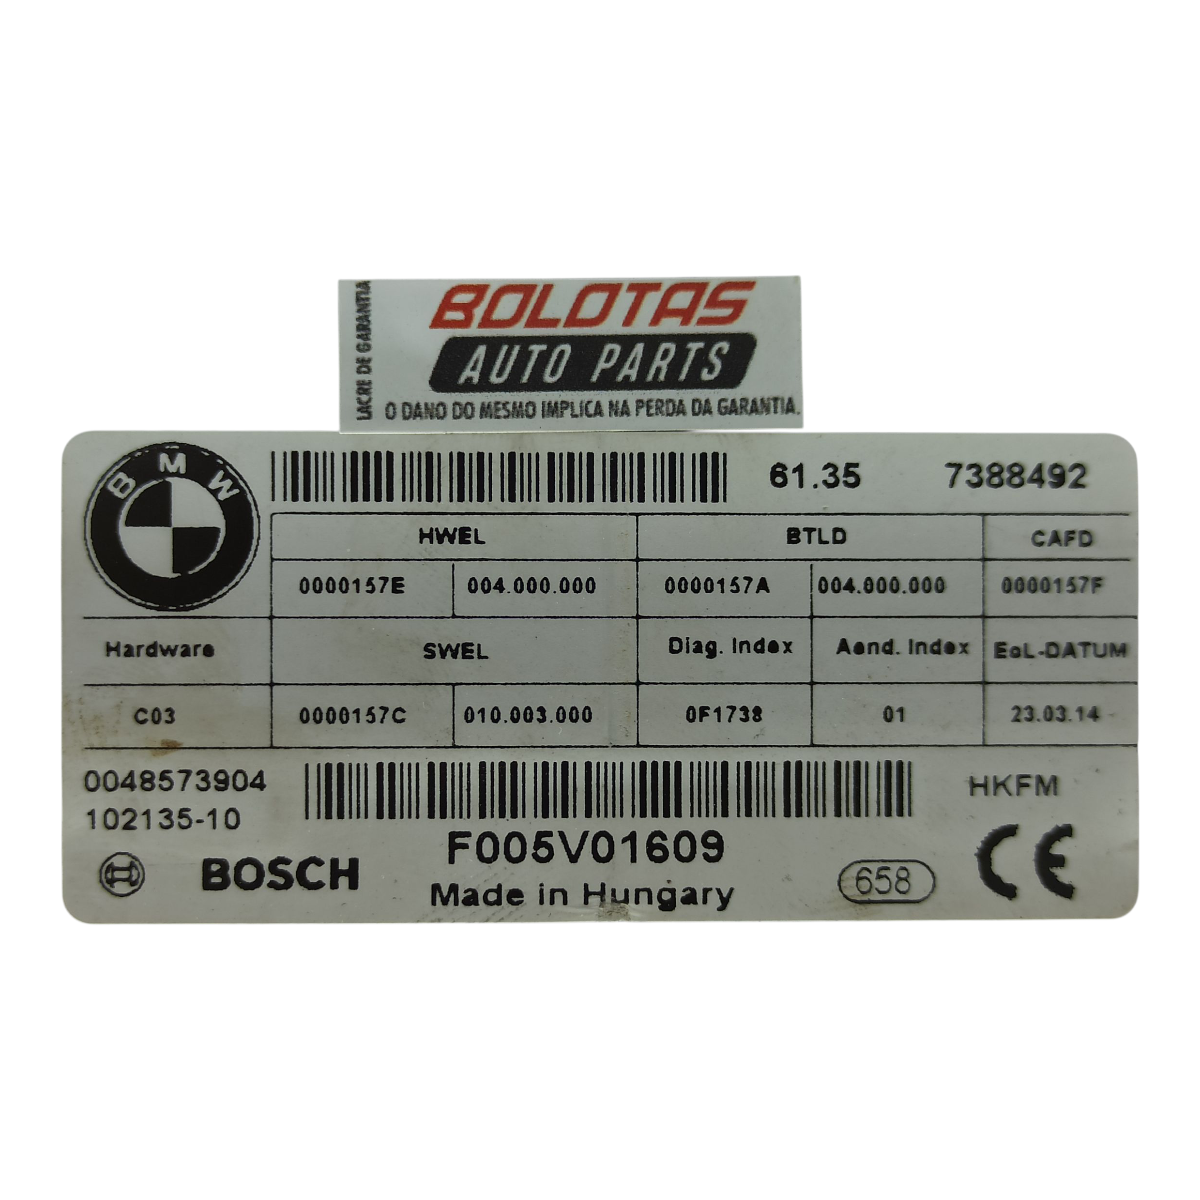 LACRE DE GARANTIA
BOLOTAS
AUTO PARTS
O DANO DO MESMO IMPLICA NA PERDA DA GARANTIA.
BMW
61.35 7388492
HWEL BTLD CAFD
0000157E 004.000.000 0000157A 004.000.000 0000157F
Hardware SWEL Diag. Index Aend. Index EoL-DATUM
C03 0000157C 010.003.000 0F1738 01 23.03.14
0048573904
102135-10
HKFM
F005V01609
BOSCH
Made in Hungary
658
CE